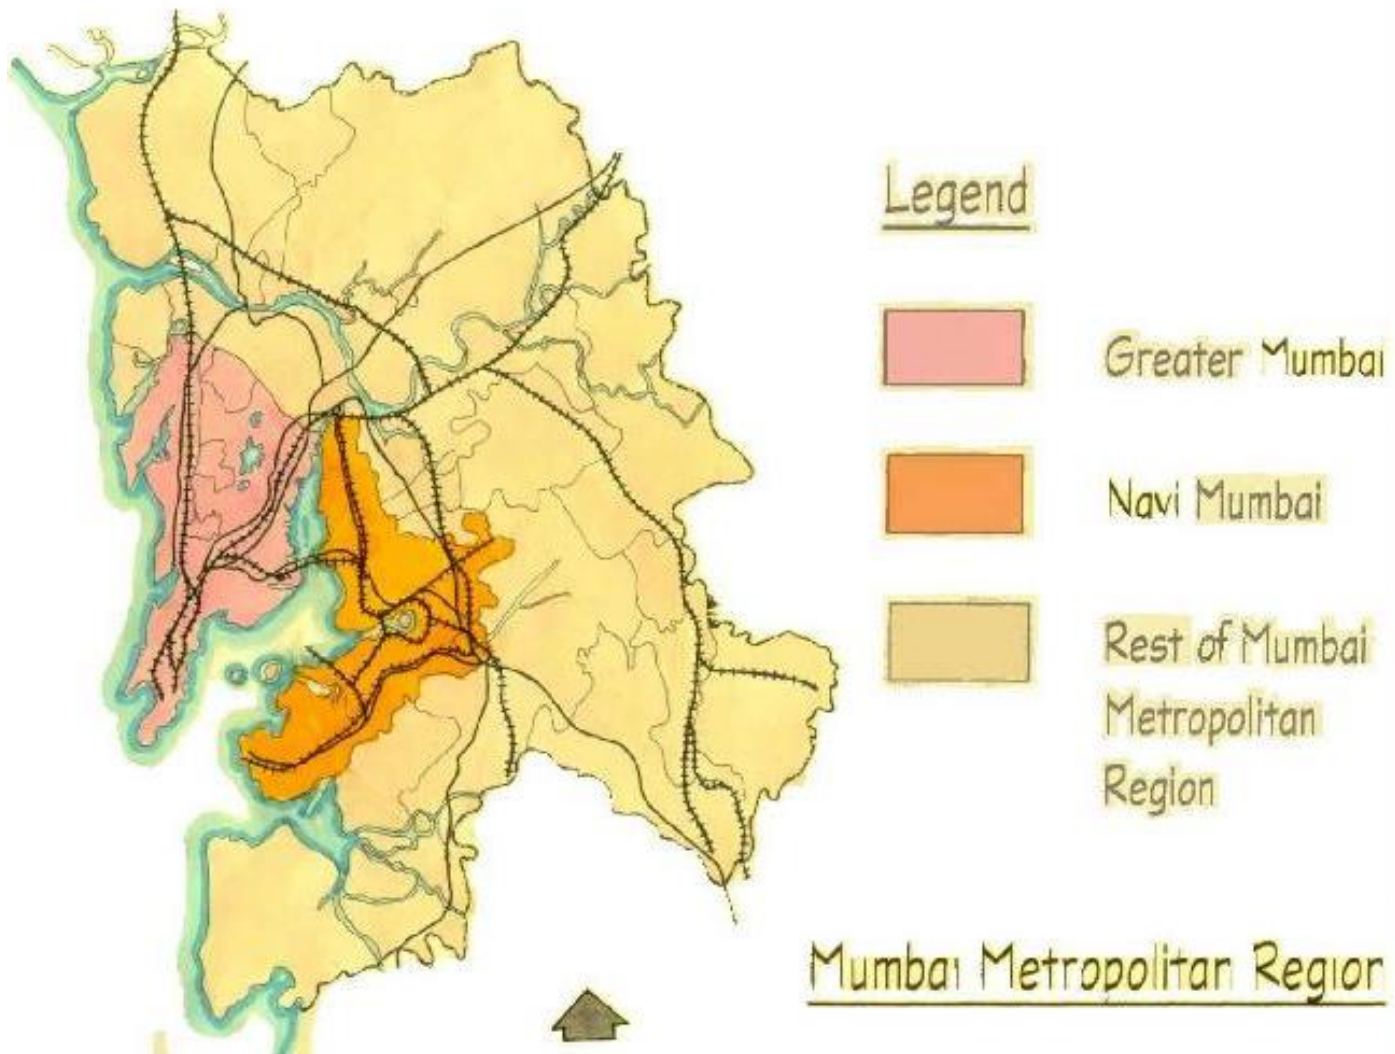 Legend
Greater Mumbai
Navi Mumbai
Rest of Mumbai
Metropolitan
Region
Mumbai Metropolitan Region